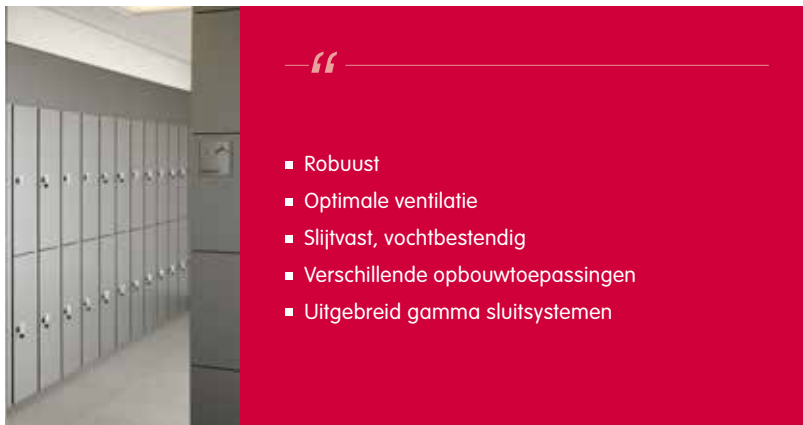 “
Robuust
Optimale ventilatie
Slijtvast, vochtbestendig
Verschillende opbouwtoepassingen
Uitgebreid gamma sluitsystemen